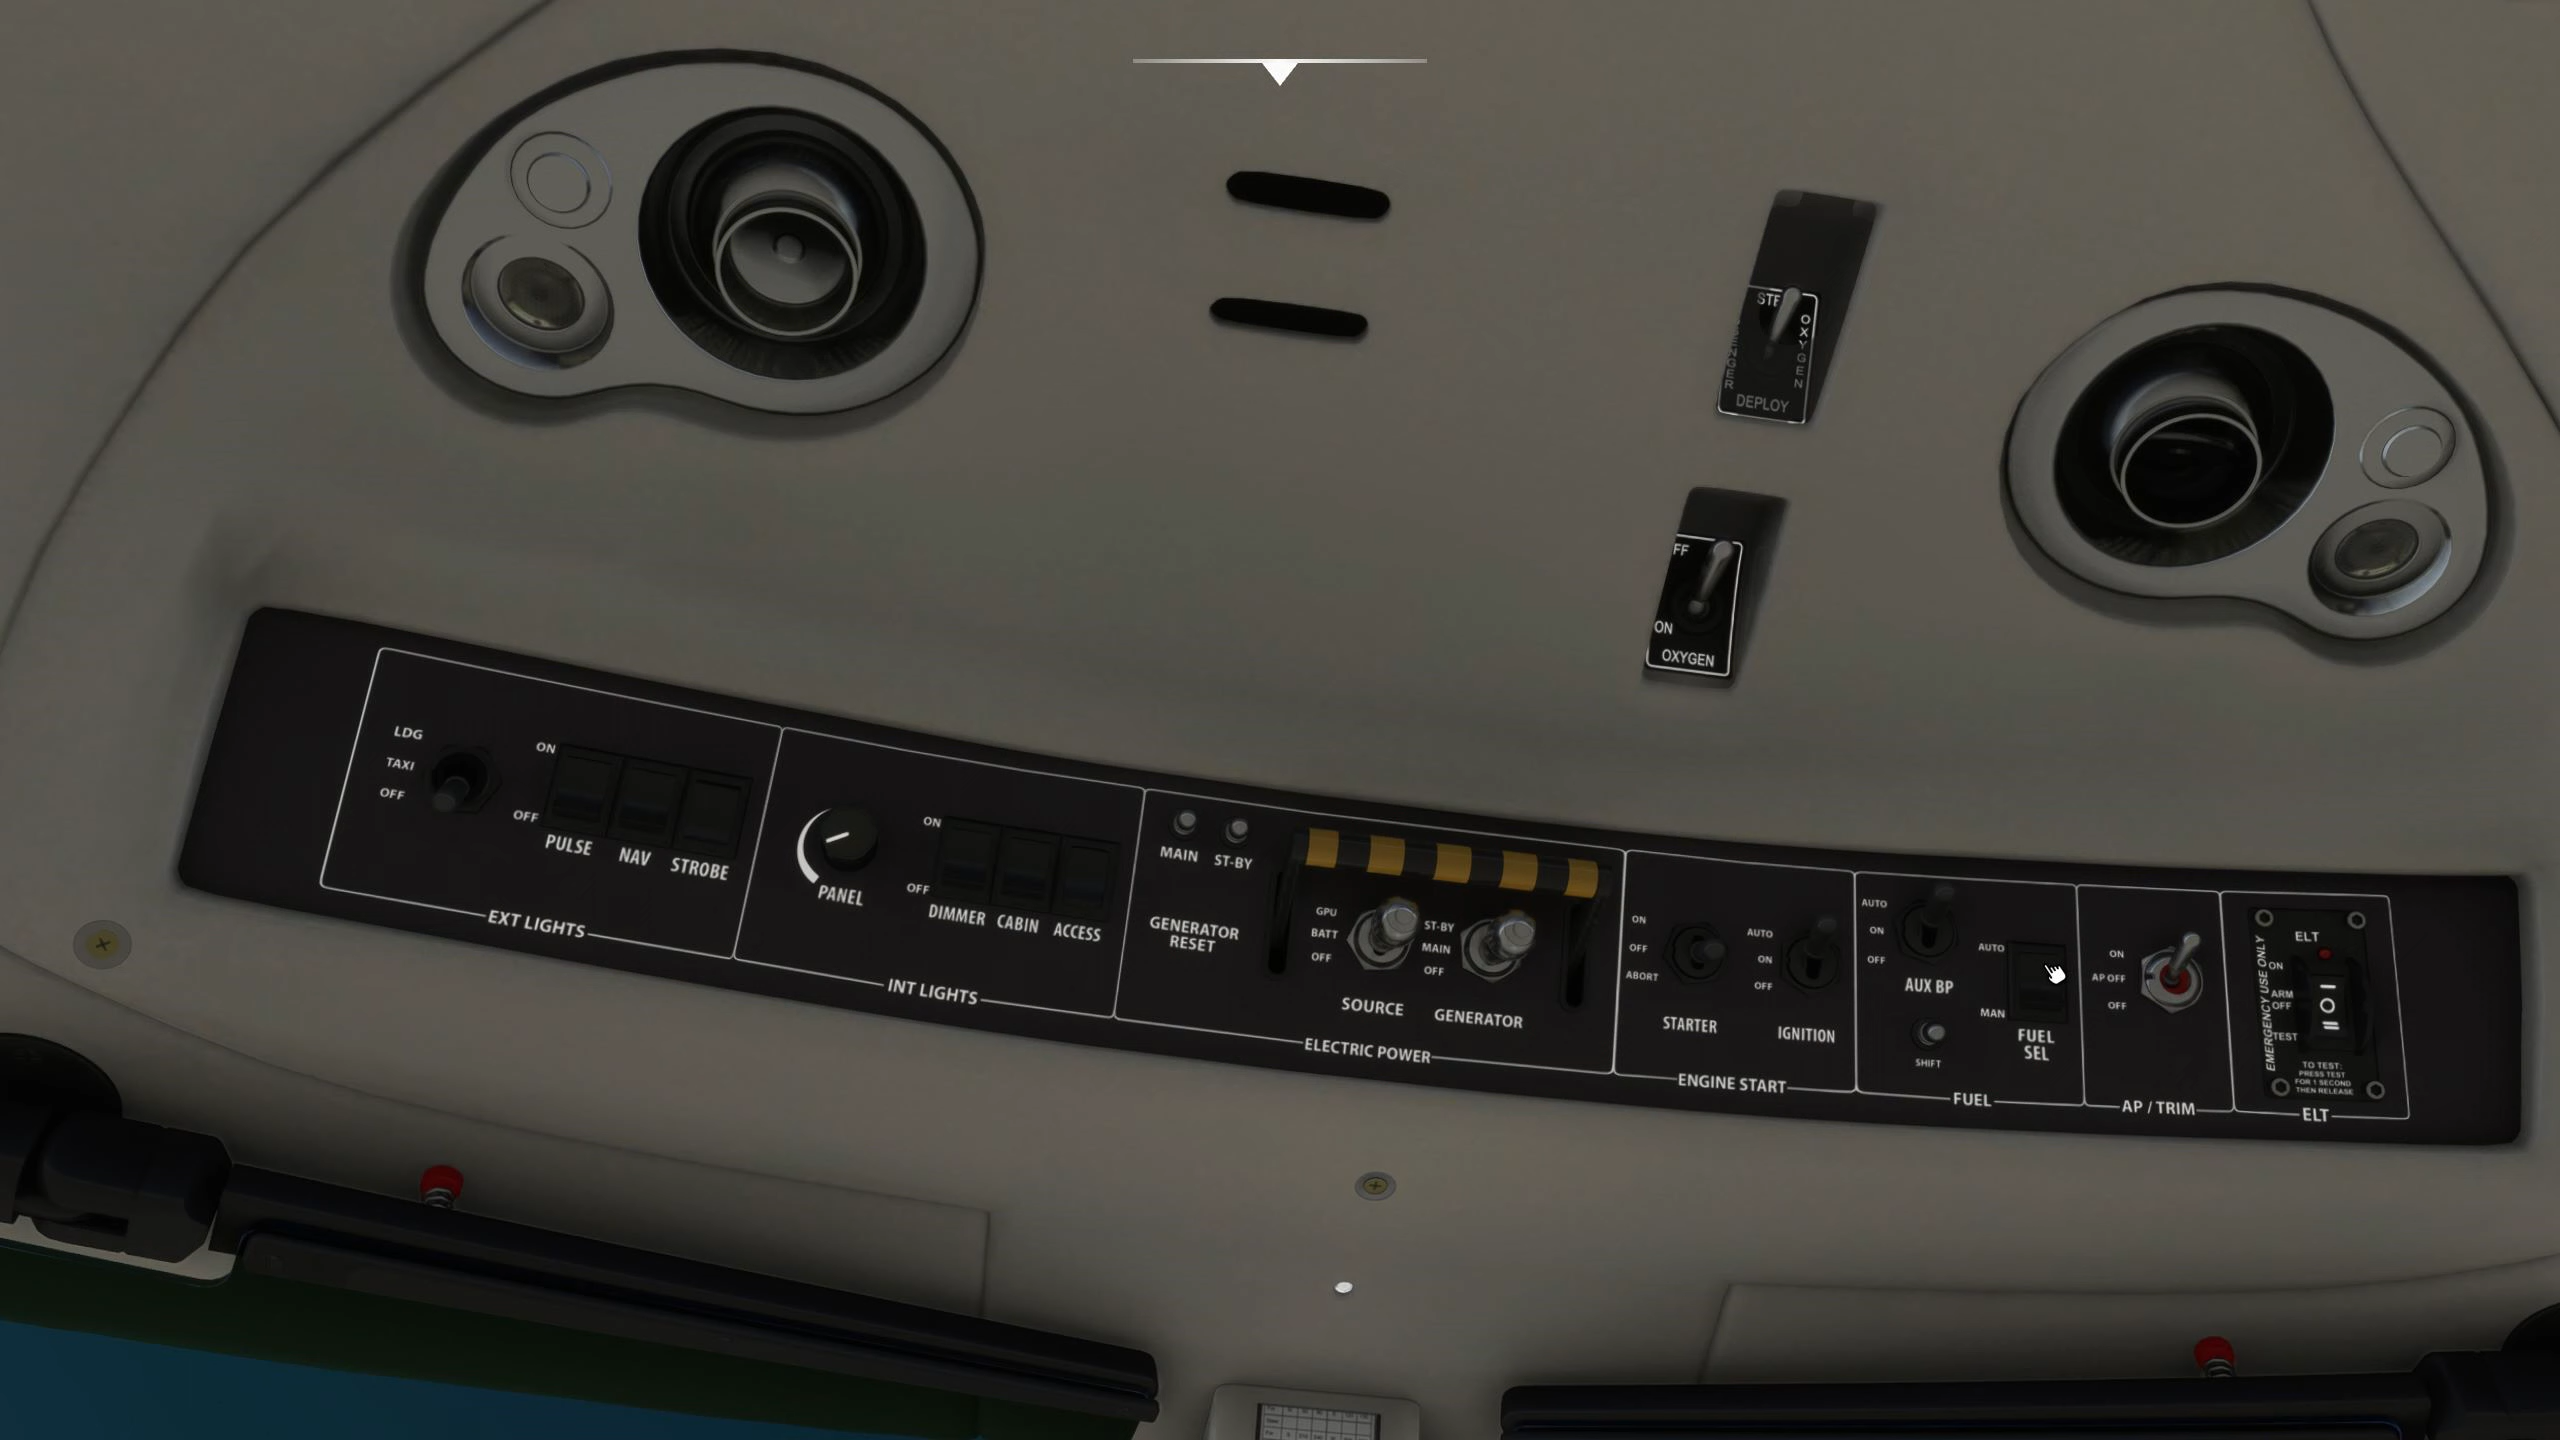 OXYGEN
DEPLOY
ON
OXYGEN
LDG
TAXI
OFF
ON
OFF
PULSE NAV STROBE
EXT LIGHTS
PANEL
ON
OFF
DIMMER CABIN ACCESS
INT LIGHTS
MAIN ST-BY
GENERATOR
RESET
GPU
BATT
OFF
SOURCE
ST-BY
MAIN
OFF
GENERATOR
ELECTRIC POWER
ON
OFF
ABORT
STARTER
AUTO
ON
OFF
IGNITION
ENGINE START
AUTO
ON
OFF
AUX BP
SHIFT
AUTO
MAN
FUEL
SEL
FUEL
ON
AP OFF
OFF
AP / TRIM
EMERGENCY USE ONLY
ELT
ON
ARM
OFF
TEST
TO TEST:
PRESS TEST
FOR 1 SECOND
THEN RELEASE
ELT